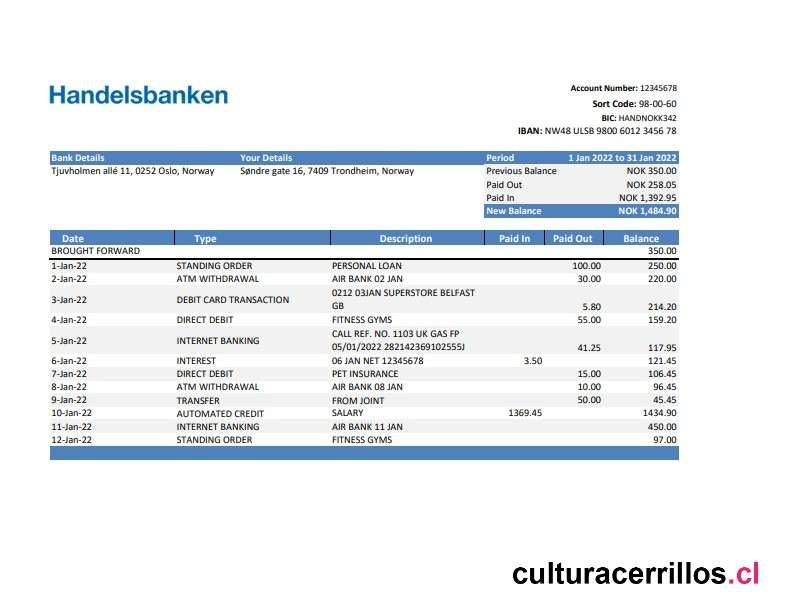 Handelsbanken
Account Number: 12345678
Sort Code: 98-00-60
BIC: HANDNOKK342
IBAN: NW48 ULSB 9800 6012 3456 78
Bank Details Your Details Period 1 Jan 2022 to 31 Jan 2022
Tjuvholmen allé 11, 0252 Oslo, Norway Søndre gate 16, 7409 Trondheim, Norway Previous Balance NOK 350.00
Paid Out NOK 258.05
Paid In NOK 1,392.95
New Balance NOK 1,484.90
Date Type Description Paid In Paid Out Balance
BROUGHT FORWARD 350.00
1-Jan-22 STANDING ORDER PERSONAL LOAN 100.00 250.00
2-Jan-22 ATM WITHDRAWAL AIR BANK 02 JAN 30.00 220.00
3-Jan-22 DEBIT CARD TRANSACTION 0212 03JAN SUPERSTORE BELFAST
GB 5.80 214.20
4-Jan-22 DIRECT DEBIT FITNESS GYMS 55.00 159.20
5-Jan-22 INTERNET BANKING CALL REF. NO. 1103 UK GAS FP
05/01/2022 282142369102555J 41.25 117.95
6-Jan-22 INTEREST 06 JAN NET 12345678 3.50 121.45
7-Jan-22 DIRECT DEBIT PET INSURANCE 15.00 106.45
8-Jan-22 ATM WITHDRAWAL AIR BANK 08 JAN 10.00 96.45
9-Jan-22 TRANSFER FROM JOINT 50.00 45.45
10-Jan-22 AUTOMATED CREDIT SALARY 1369.45 1434.90
11-Jan-22 INTERNET BANKING AIR BANK 11 JAN 450.00
12-Jan-22 STANDING ORDER FITNESS GYMS 97.00
culturacerrillos.cl